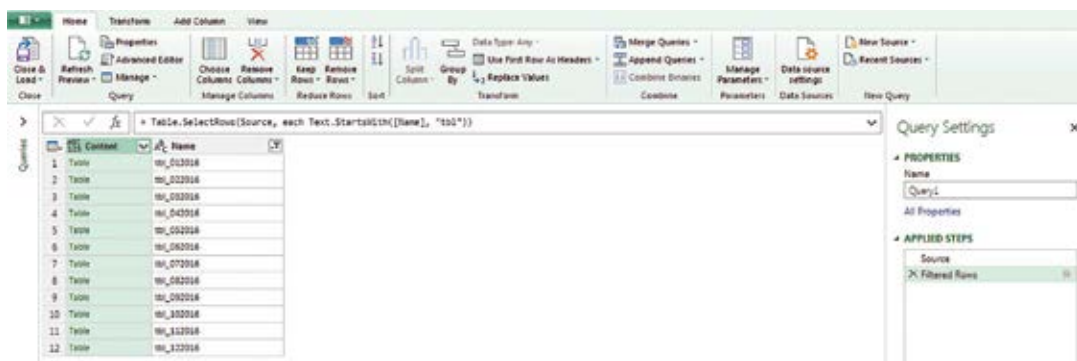 Home Transform Add Column View
Close & Load
Refresh Preview
Properties
Advanced Editor
Manage
Choose Columns
Remove Columns
Keep Rows
Remove Rows
Split Column
Group By
Data Type: Any
Use First Row As Headers
Replace Values
Merge Queries
Append Queries
Combine Binaries
Manage Parameters
Data source settings
New Source
Recent Sources
Close Query Manage Columns Reduce Rows Sort Transform Combine Parameters Data Sources New Query
fx = Table.SelectRows(Source, each Text.StartsWith([Name], "tbl"))
Queries
Content Name
1 Table tbl_012016
2 Table tbl_022016
3 Table tbl_032016
4 Table tbl_042016
5 Table tbl_052016
6 Table tbl_062016
7 Table tbl_072016
8 Table tbl_082016
9 Table tbl_092016
10 Table tbl_102016
11 Table tbl_112016
12 Table tbl_122016
Query Settings
PROPERTIES
Name
Query1
All Properties
APPLIED STEPS
Source
Filtered Rows